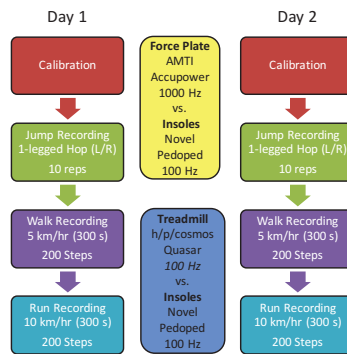 Day 1
Calibration
Jump Recording
1-legged Hop (L/R)
10 reps
Walk Recording
5 km/hr (300 s)
200 Steps
Run Recording
10 km/hr (300 s)
200 Steps
Force Plate
AMTI
Accupower
1000 Hz
vs.
Insoles
Novel
Pedoped
100 Hz
Treadmill
h/p/cosmos
Quasar
100 Hz
vs.
Insoles
Novel
Pedoped
100 Hz
Day 2
Calibration
Jump Recording
1-legged Hop (L/R)
10 reps
Walk Recording
5 km/hr (300 s)
200 Steps
Run Recording
10 km/hr (300 s)
200 Steps